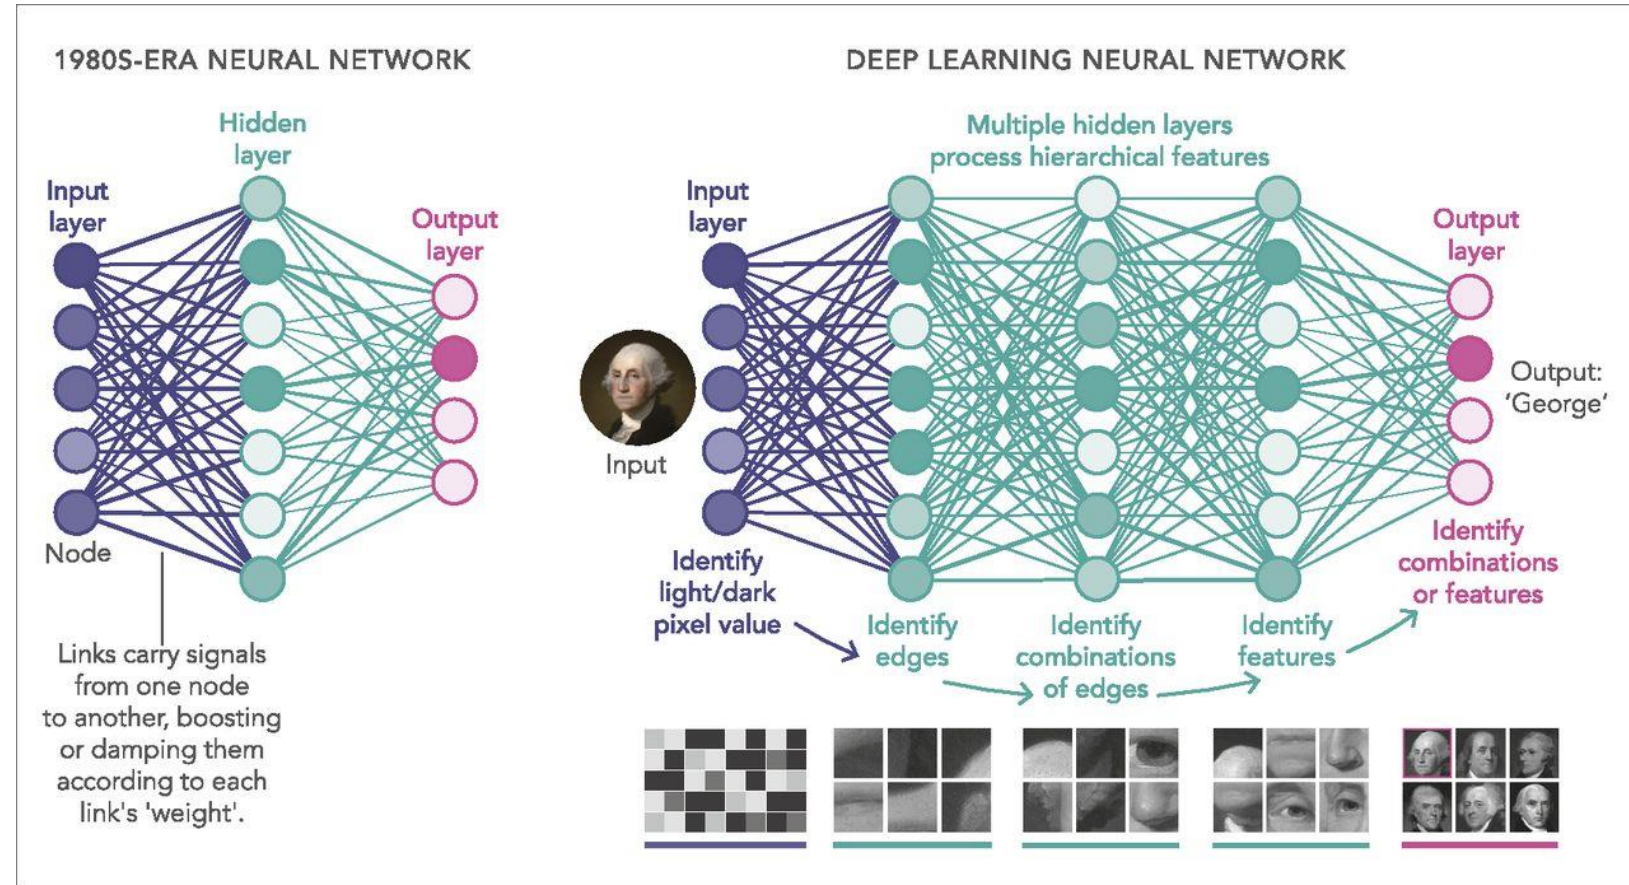 1980S-ERA NEURAL NETWORK
Hidden
layer
Input
layer
Output
layer
Node
Links carry signals
from one node
to another, boosting
or damping them
according to each
link's 'weight'.
DEEP LEARNING NEURAL NETWORK
Multiple hidden layers
process hierarchical features
Input
layer
Output
layer
Input
Output:
‘George‘
Identify
light/dark
pixel value
Identify
edges
Identify
combinations
of edges
Identify
features
Identify
combinations
or features